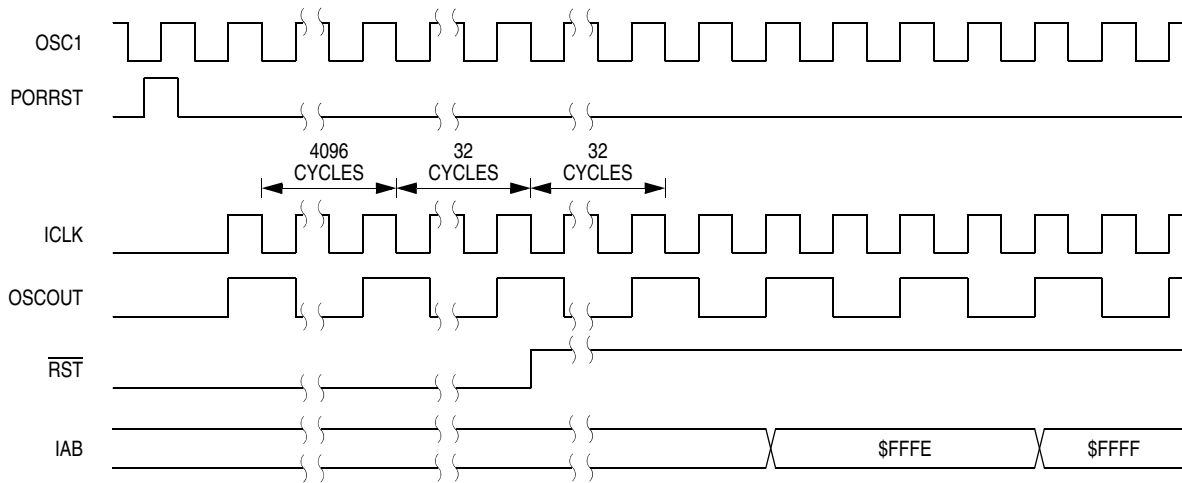 OSC1
PORRST
4096
CYCLES
32
CYCLES
32
CYCLES
ICLK
OSCOUT
RST
IAB
$FFFE
$FFFF